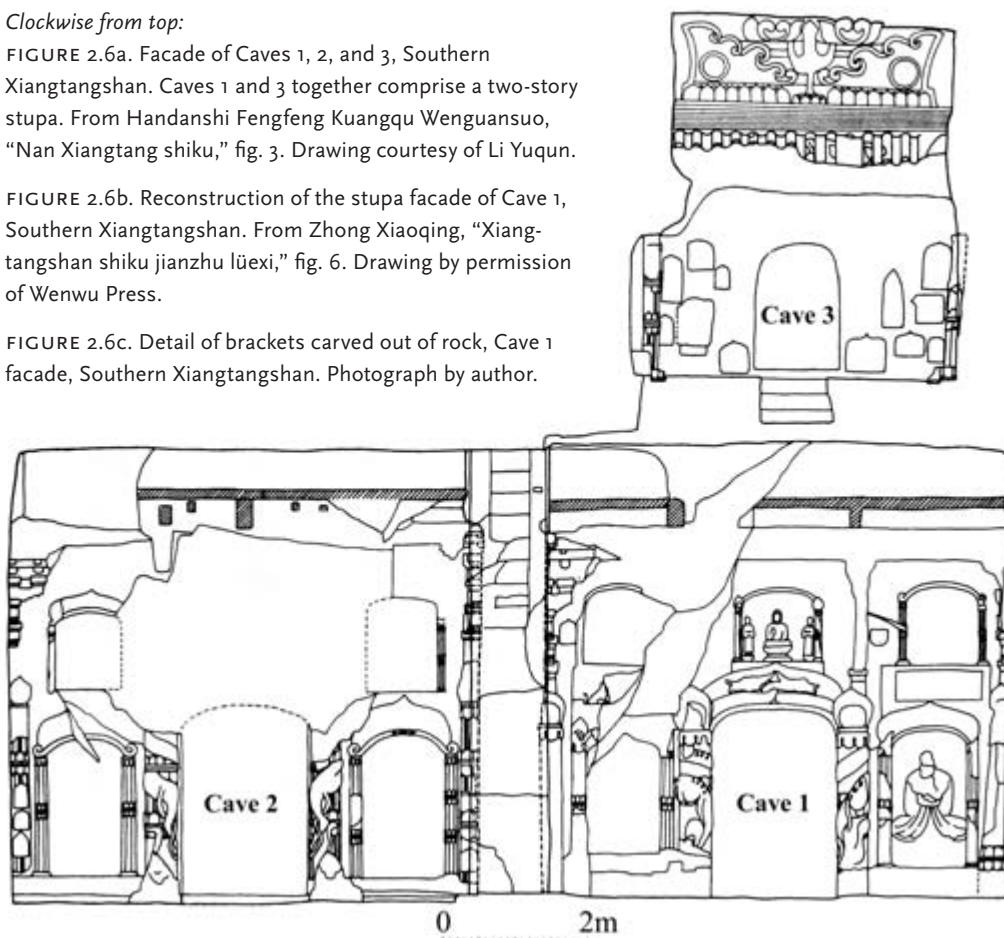 Clockwise from top:
FIGURE 2.6a. Facade of Caves 1, 2, and 3, Southern
Xiangtangshan. Caves 1 and 3 together comprise a two-story
stupa. From Handanshi Fengfeng Kuangqu Wenguansuo,
“Nan Xiangtang shiku,” fig. 3. Drawing courtesy of Li Yuqun.
FIGURE 2.6b. Reconstruction of the stupa facade of Cave 1,
Southern Xiangtangshan. From Zhong Xiaoqing, “Xiang-
tangshan shiku jianzhu lüexi,” fig. 6. Drawing by permission
of Wenwu Press.
FIGURE 2.6c. Detail of brackets carved out of rock, Cave 1
facade, Southern Xiangtangshan. Photograph by author.
Cave 3
Cave 2
Cave 1
0 2m